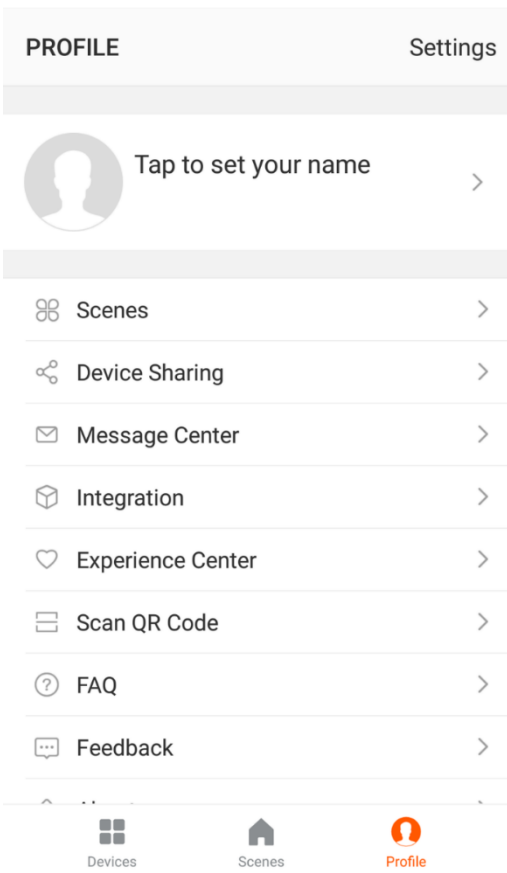 PROFILE Settings
Tap to set your name
Scenes
Device Sharing
Message Center
Integration
Experience Center
Scan QR Code
FAQ
Feedback
Devices Scenes Profile